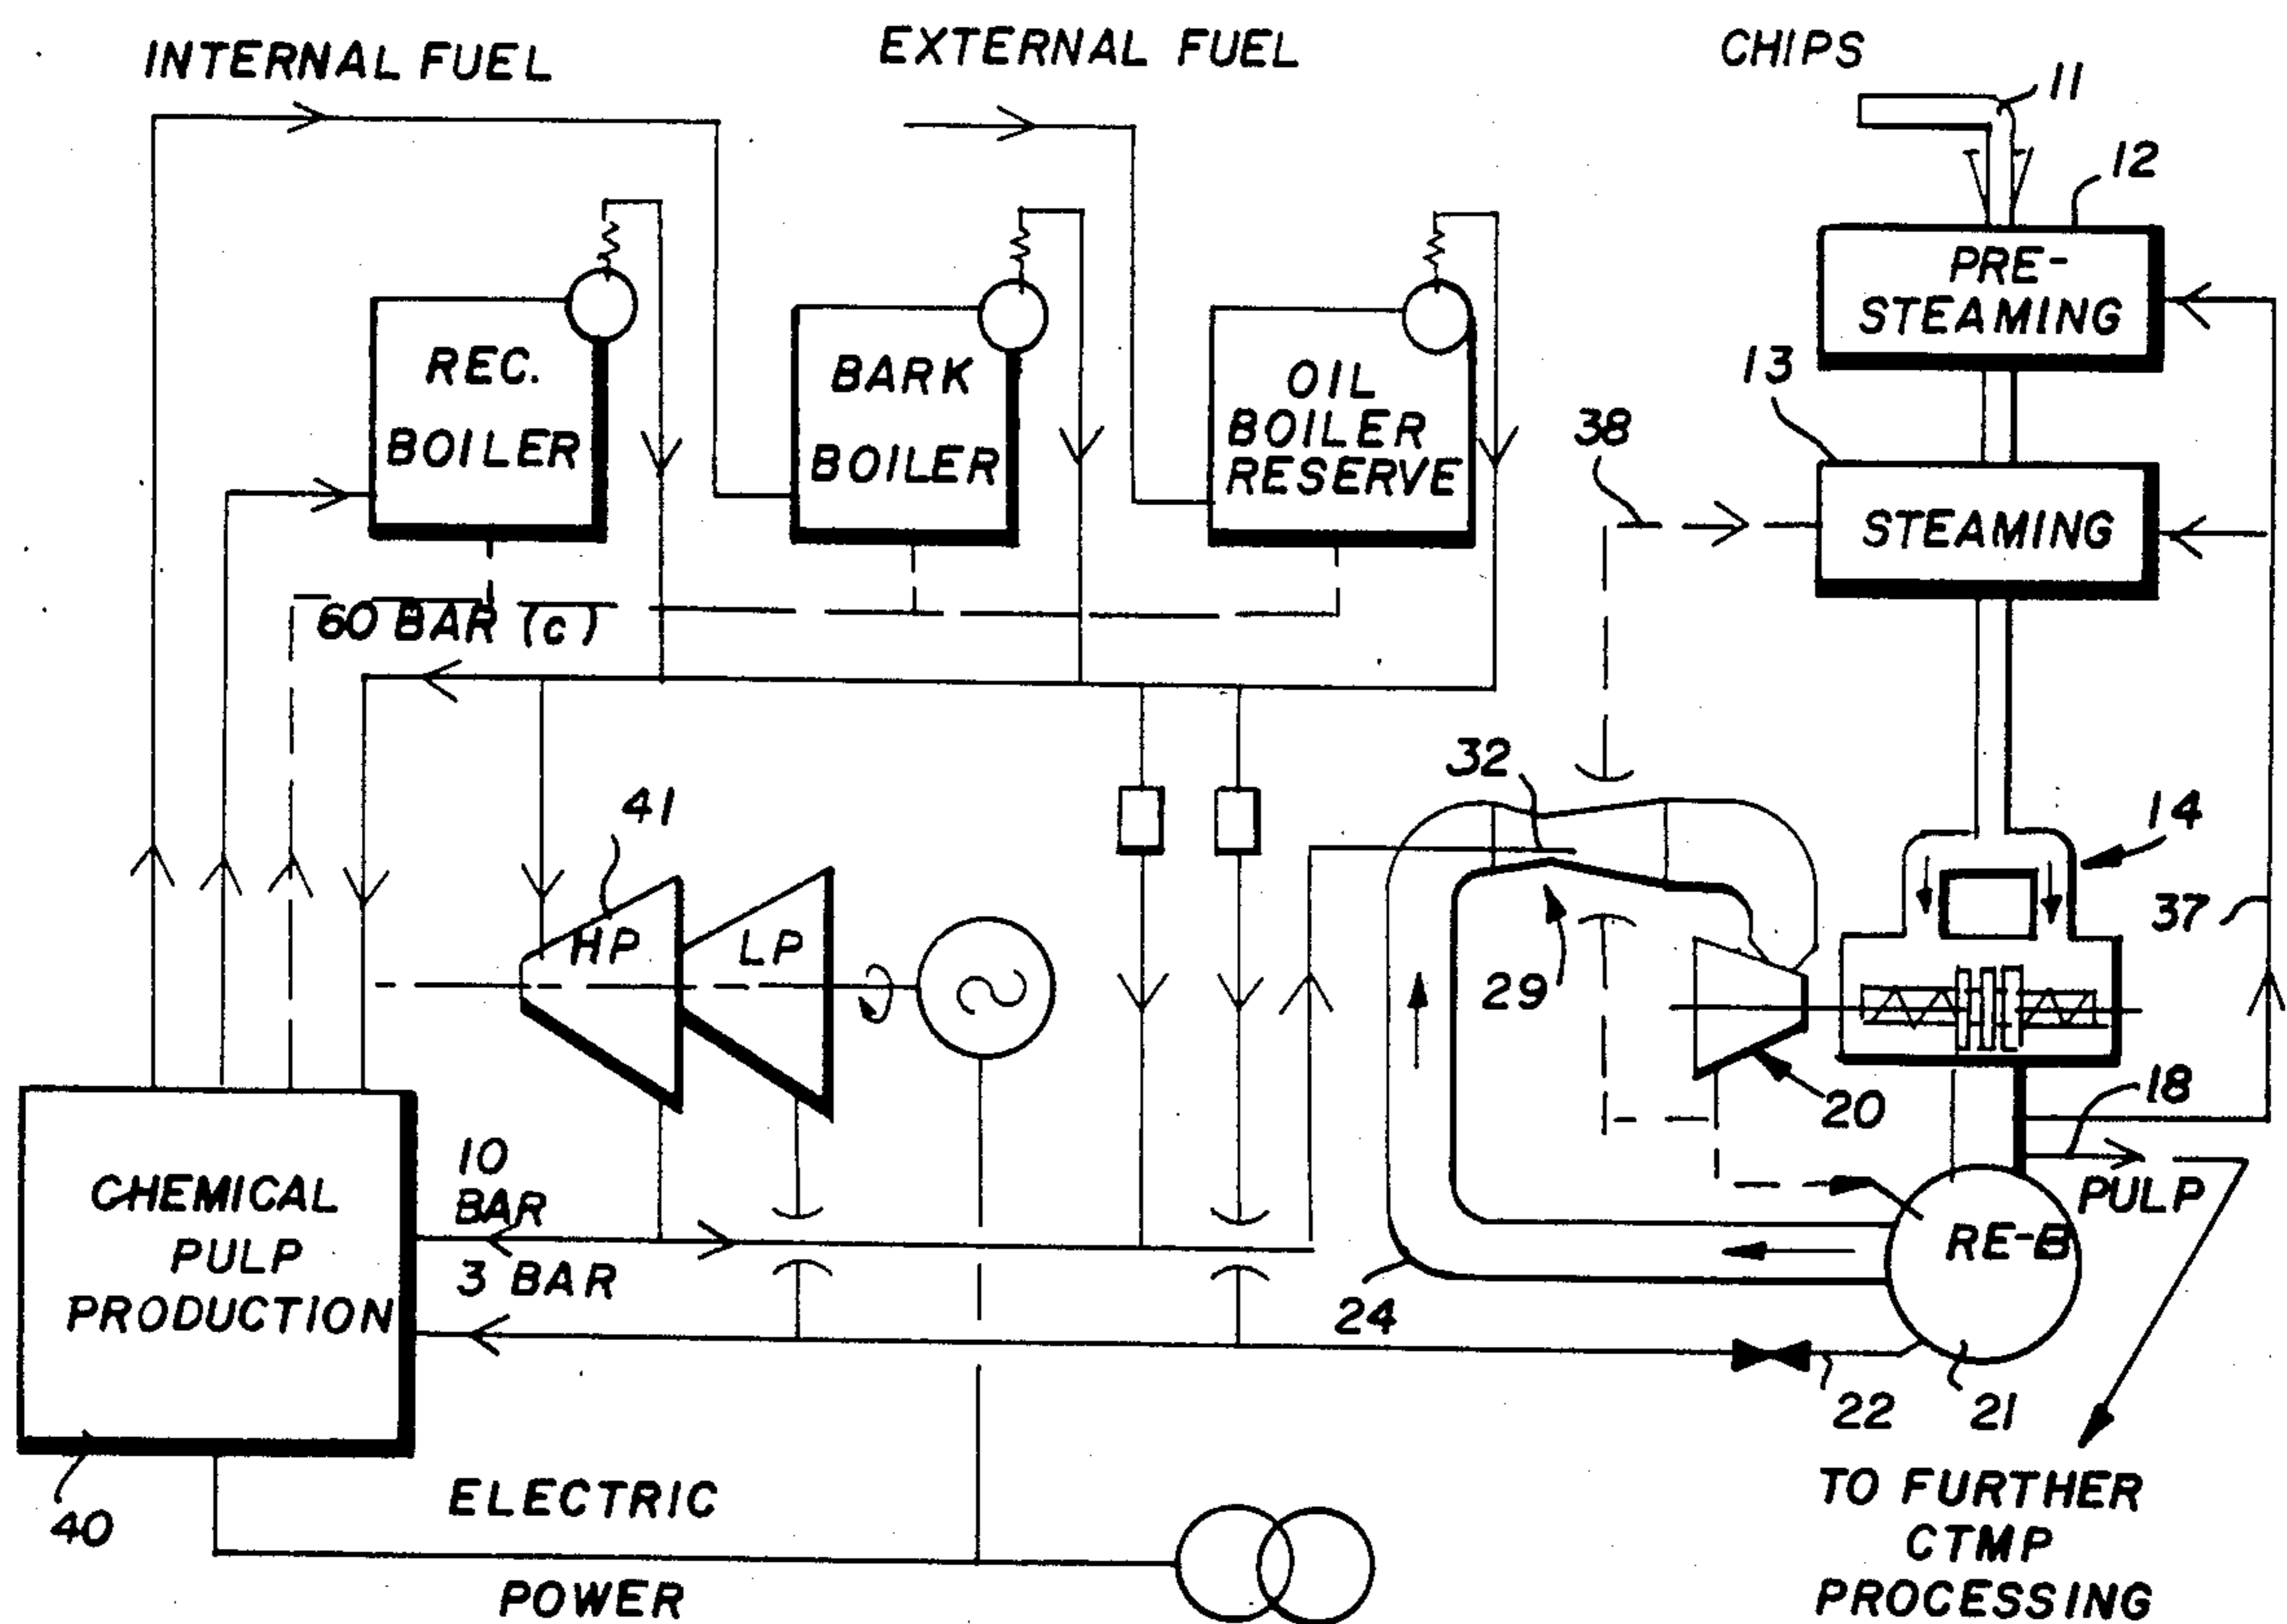 INTERNAL FUEL
EXTERNAL FUEL
CHIPS
11
12
PRE-
STEAMING
13
REC.
BOILER
BARK
BOILER
OIL
BOILER
RESERVE
38
STEAMING
60 BAR (c)
32
41
14
HP
LP
29
37
20
18
10
BAR
3 BAR
PULP
CHEMICAL
PULP
PRODUCTION
RE-B
24
22
21
40
ELECTRIC
POWER
TO FURTHER
CTMP
PROCESSING